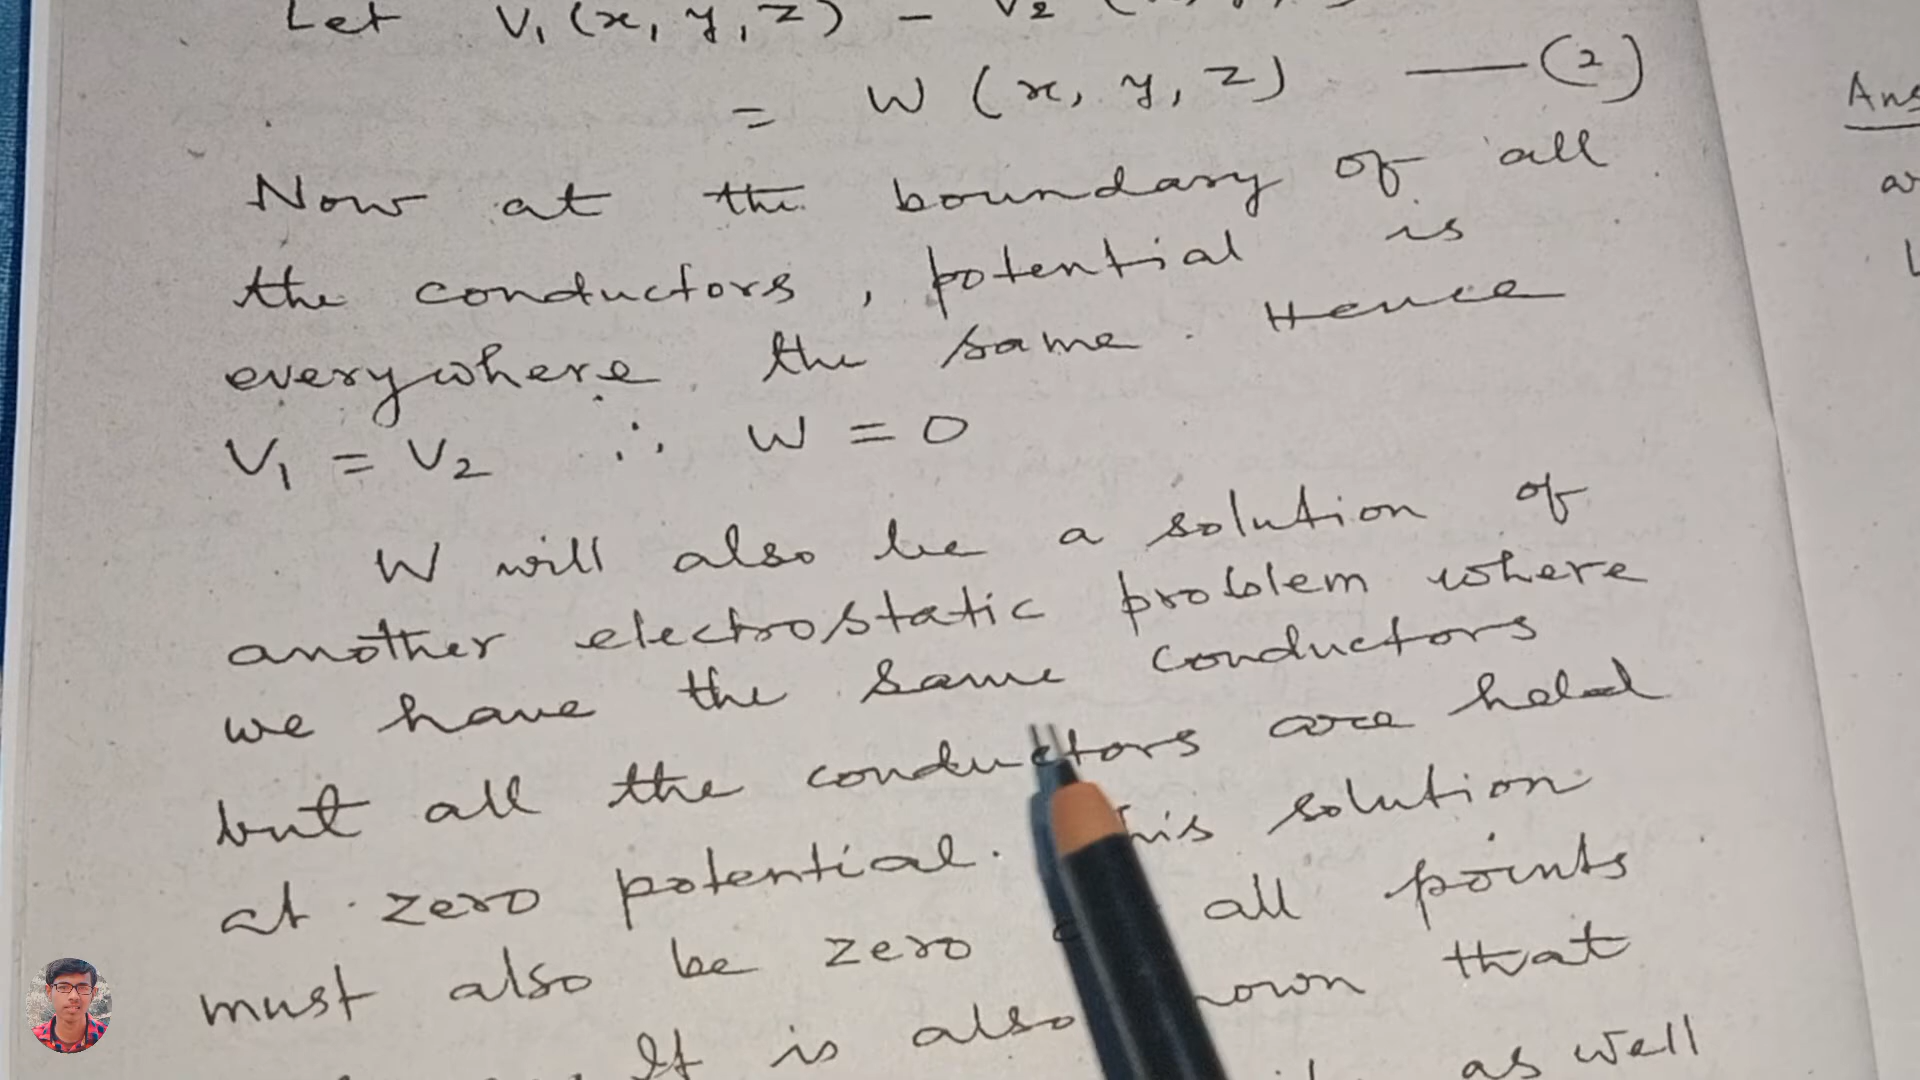 Let V₁(x, y, z) - V₂ (
= W (x, y, z) —(2)
Now at the boundary of all
the conductors, potential is
everywhere the same. Hence
V₁ = V₂ ∴ W = 0
W will also be a solution of
another electrostatic problem where
we have the same conductors
but all the conductors are held
at zero potential. This solution
must also be zero all points
It is also that
as well
Ans